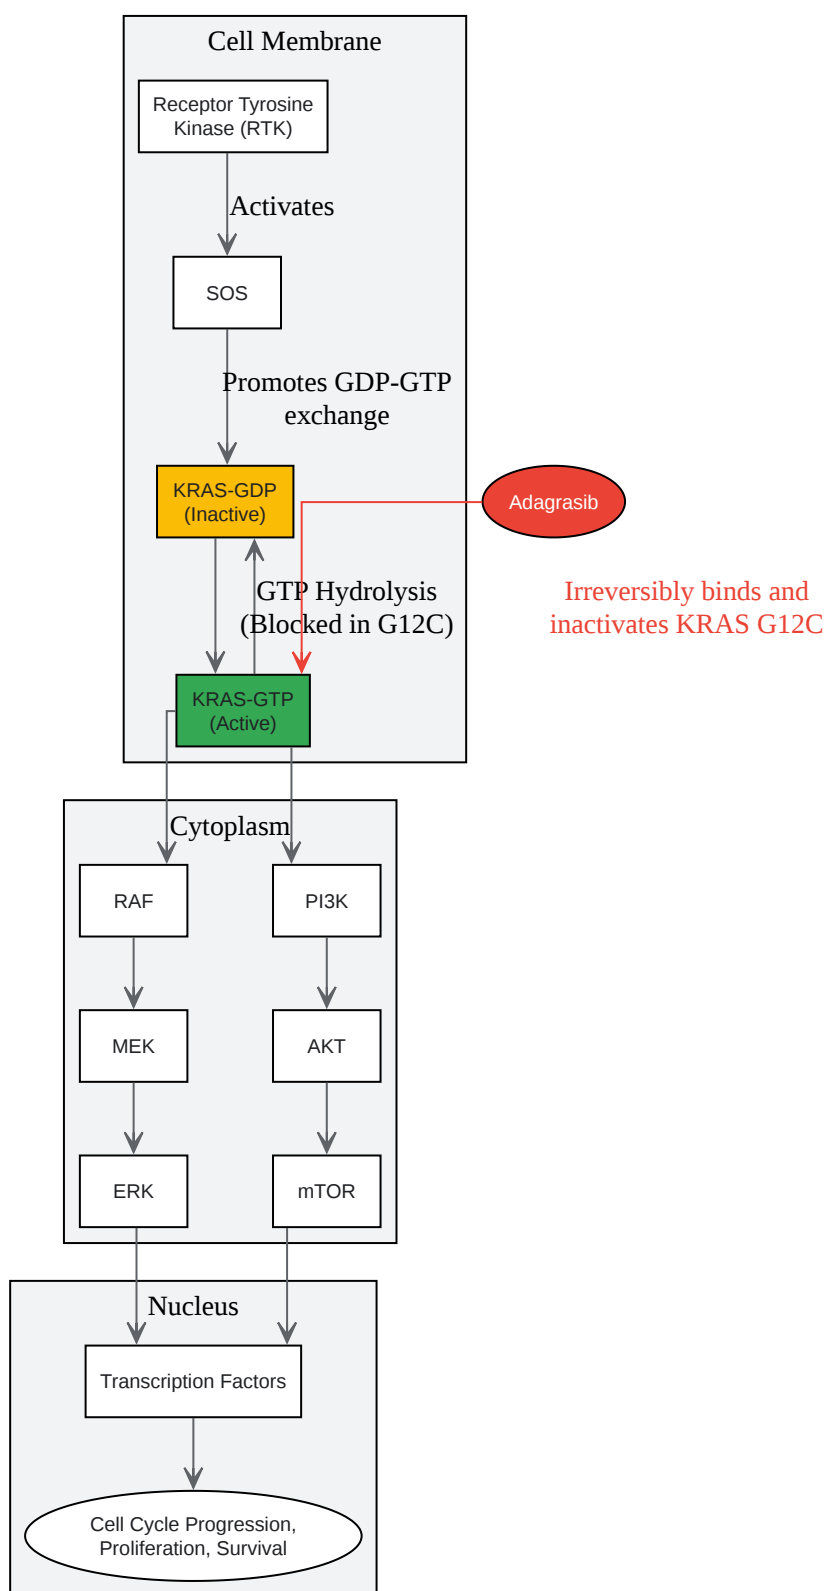 Cell Membrane
Receptor Tyrosine
Kinase (RTK)
Activates
SOS
Promotes GDP-GTP
exchange
KRAS-GDP
(Inactive)
Adagrasib
GTP Hydrolysis
(Blocked in G12C)
Irreversibly binds and
inactivates KRAS G12C
KRAS-GTP
(Active)
Cytoplasm
RAF
PI3K
MEK
AKT
ERK
mTOR
Nucleus
Transcription Factors
Cell Cycle Progression,
Proliferation, Survival